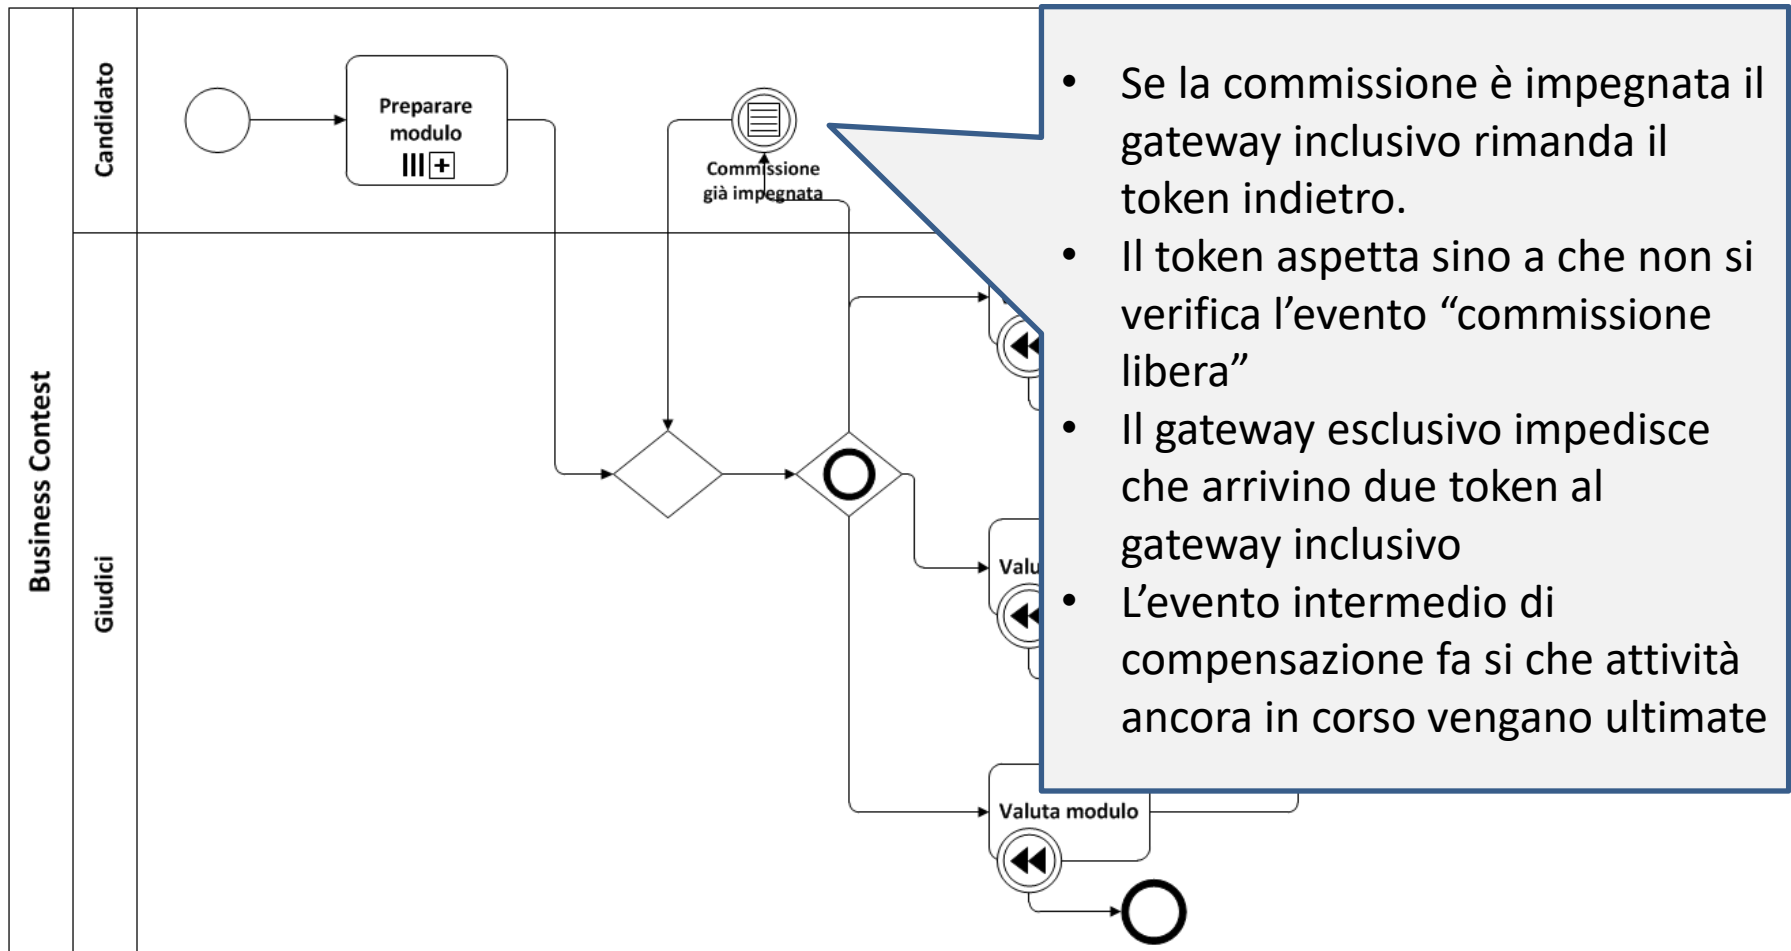 Business Contest
Candidato
Giudici
Preparare
modulo
Commissione
già impegnata
Valuta modulo
• Se la commissione è impegnata il
gateway inclusivo rimanda il
token indietro.
• Il token aspetta sino a che non si
verifica l’evento “commissione
libera”
• Il gateway esclusivo impedisce
che arrivino due token al
gateway inclusivo
• L’evento intermedio di
compensazione fa si che attività
ancora in corso vengano ultimate